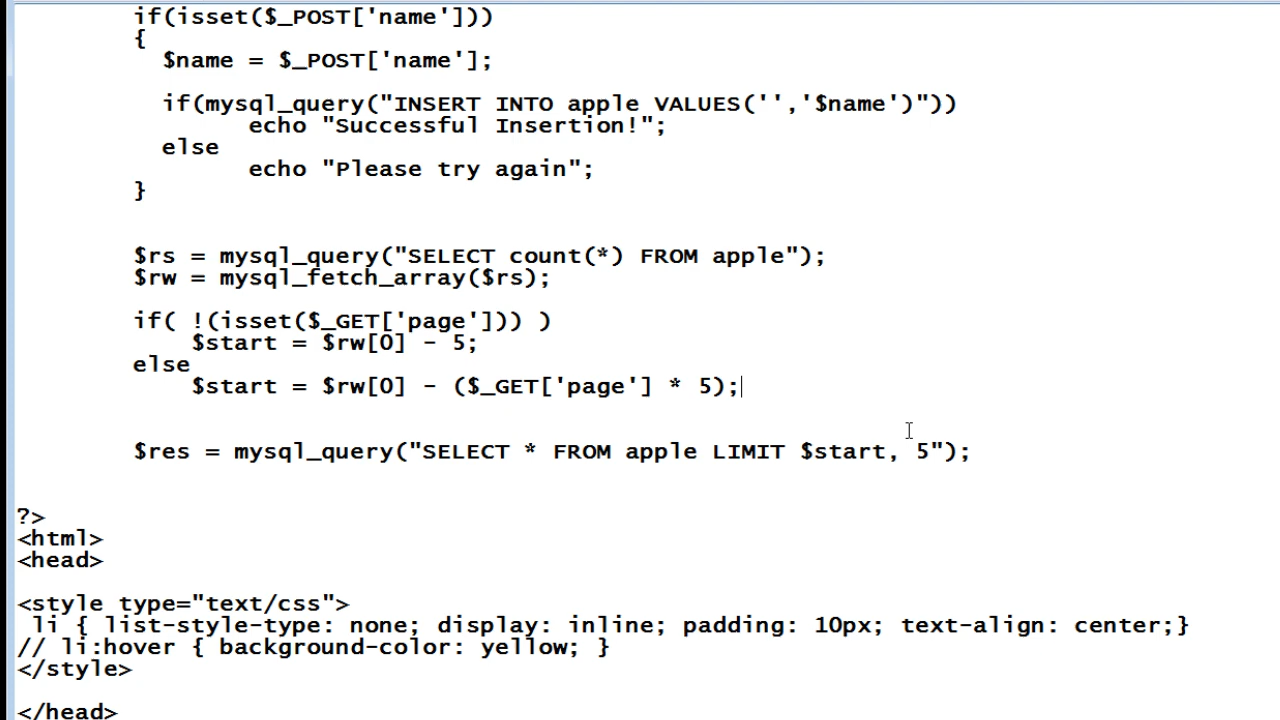 if(isset($_POST['name']))
{
$name = $_POST['name'];
if(mysql_query("INSERT INTO apple VALUES('','$name')"))
echo "Successful Insertion!";
else
echo "Please try again";
}
$rs = mysql_query("SELECT count(*) FROM apple");
$rw = mysql_fetch_array($rs);
if( !(isset($_GET['page'])) )
$start = $rw[0] - 5;
else
$start = $rw[0] - ($_GET['page'] * 5);
$res = mysql_query("SELECT * FROM apple LIMIT $start, 5");
?>
<html>
<head>
<style type="text/css">
li { list-style-type: none; display: inline; padding: 10px; text-align: center;}
// li:hover { background-color: yellow; }
</style>
</head>